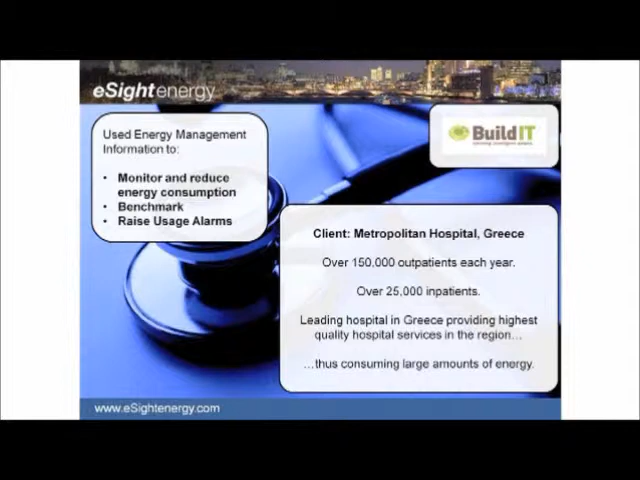 eSightenergy
Used Energy Management
Information to:
• Monitor and reduce
energy consumption
• Benchmark
• Raise Usage Alarms
BuildIT
Client: Metropolitan Hospital, Greece
Over 150,000 outpatients each year.
Over 25,000 inpatients.
Leading hospital in Greece providing highest
quality hospital services in the region…
…thus consuming large amounts of energy.
www.eSightenergy.com